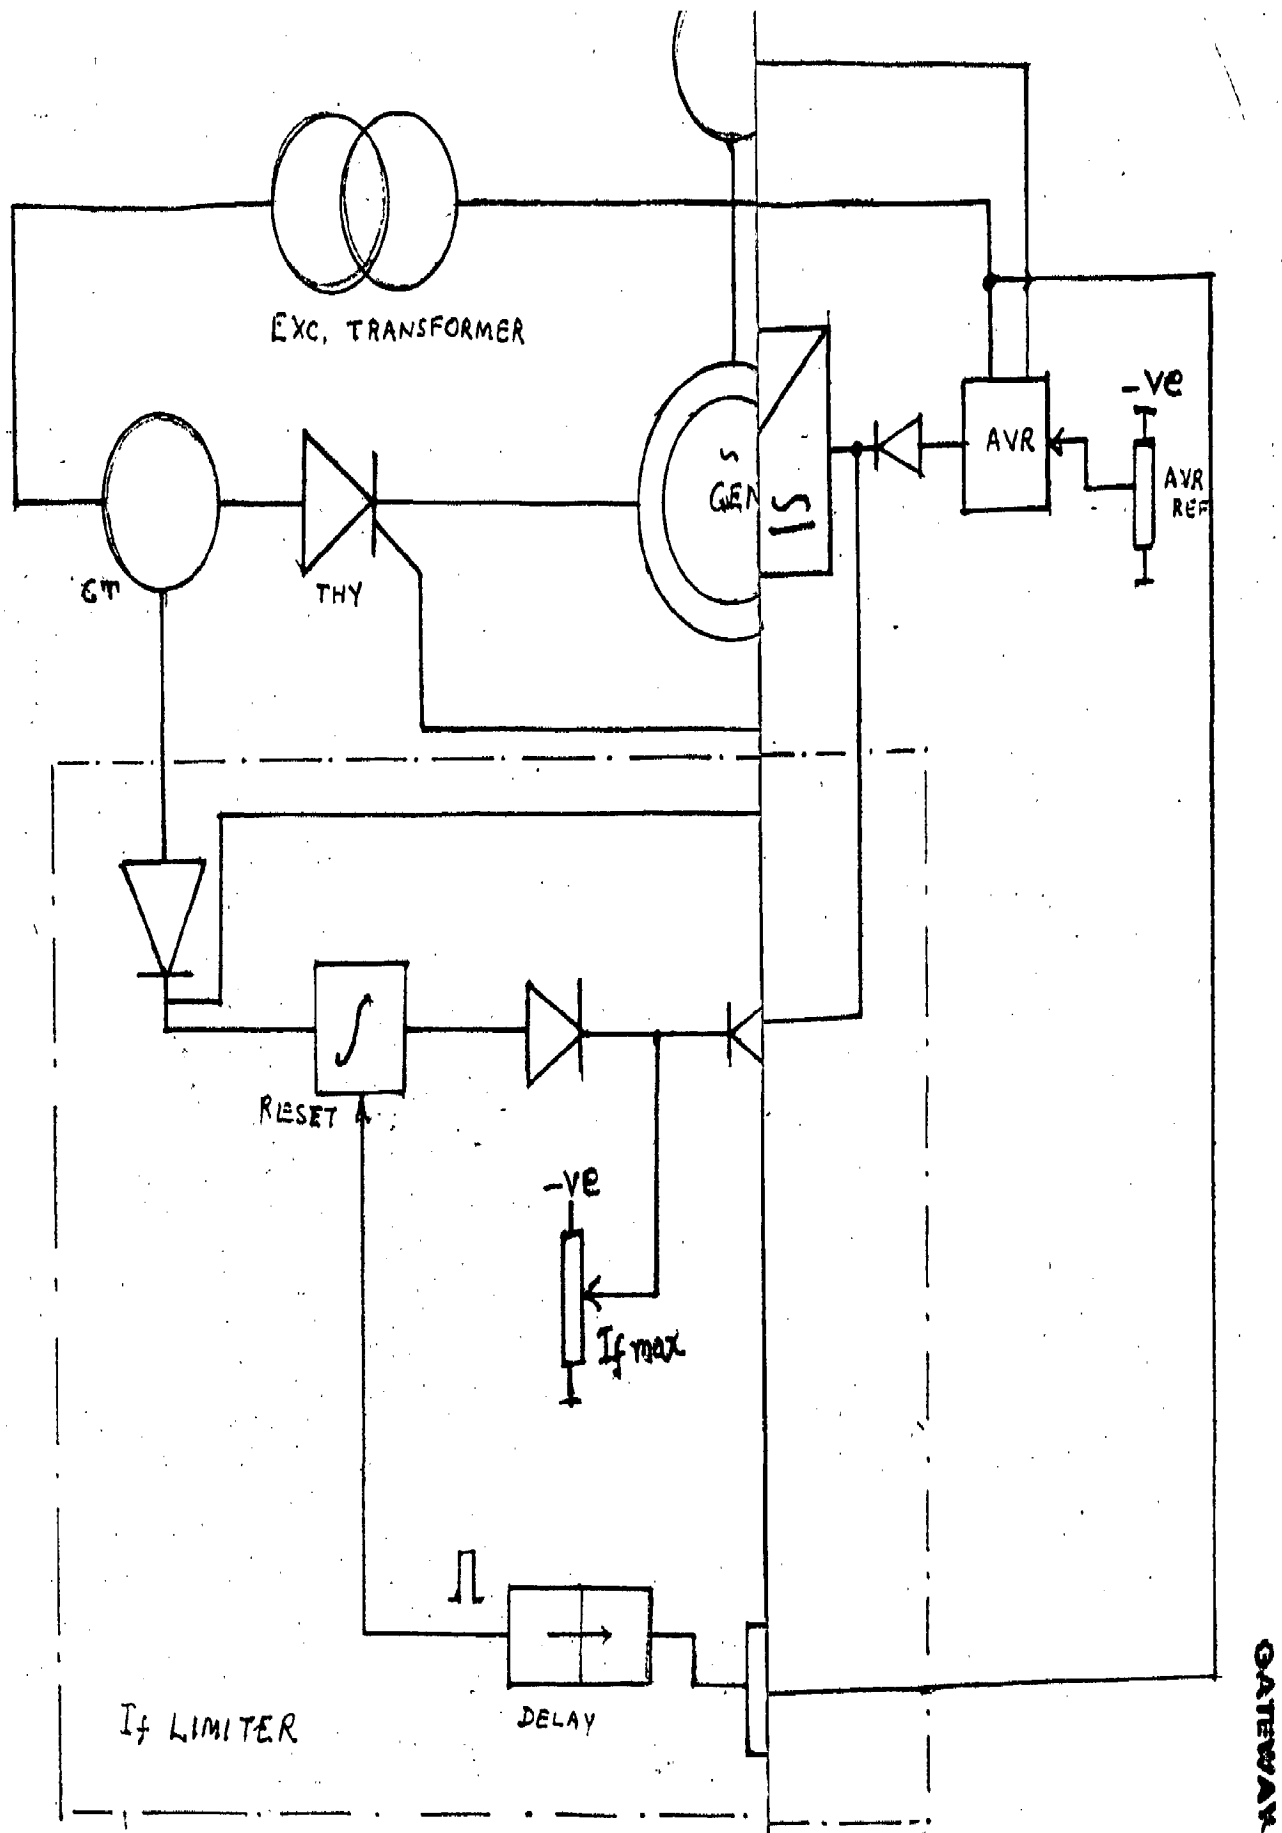 EXC. TRANSFORMER
-ve
AVR
AVR
REF
GEN
CT
THY
RESET
-ve
If max
DELAY
If LIMITER
GATEWAY